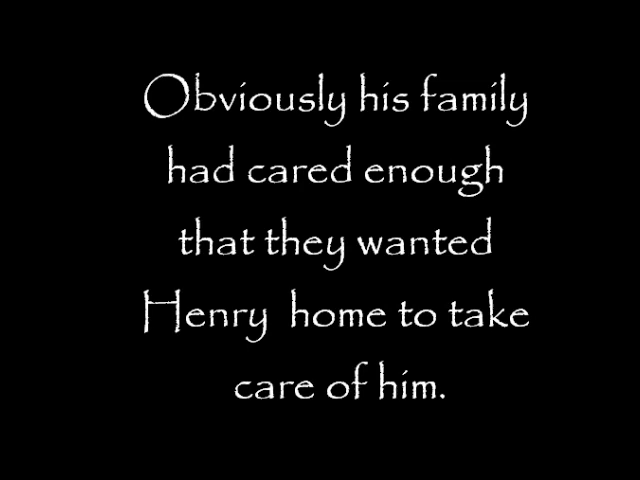 Obviously his family
had cared enough
that they wanted
Henry  home to take
care of him.